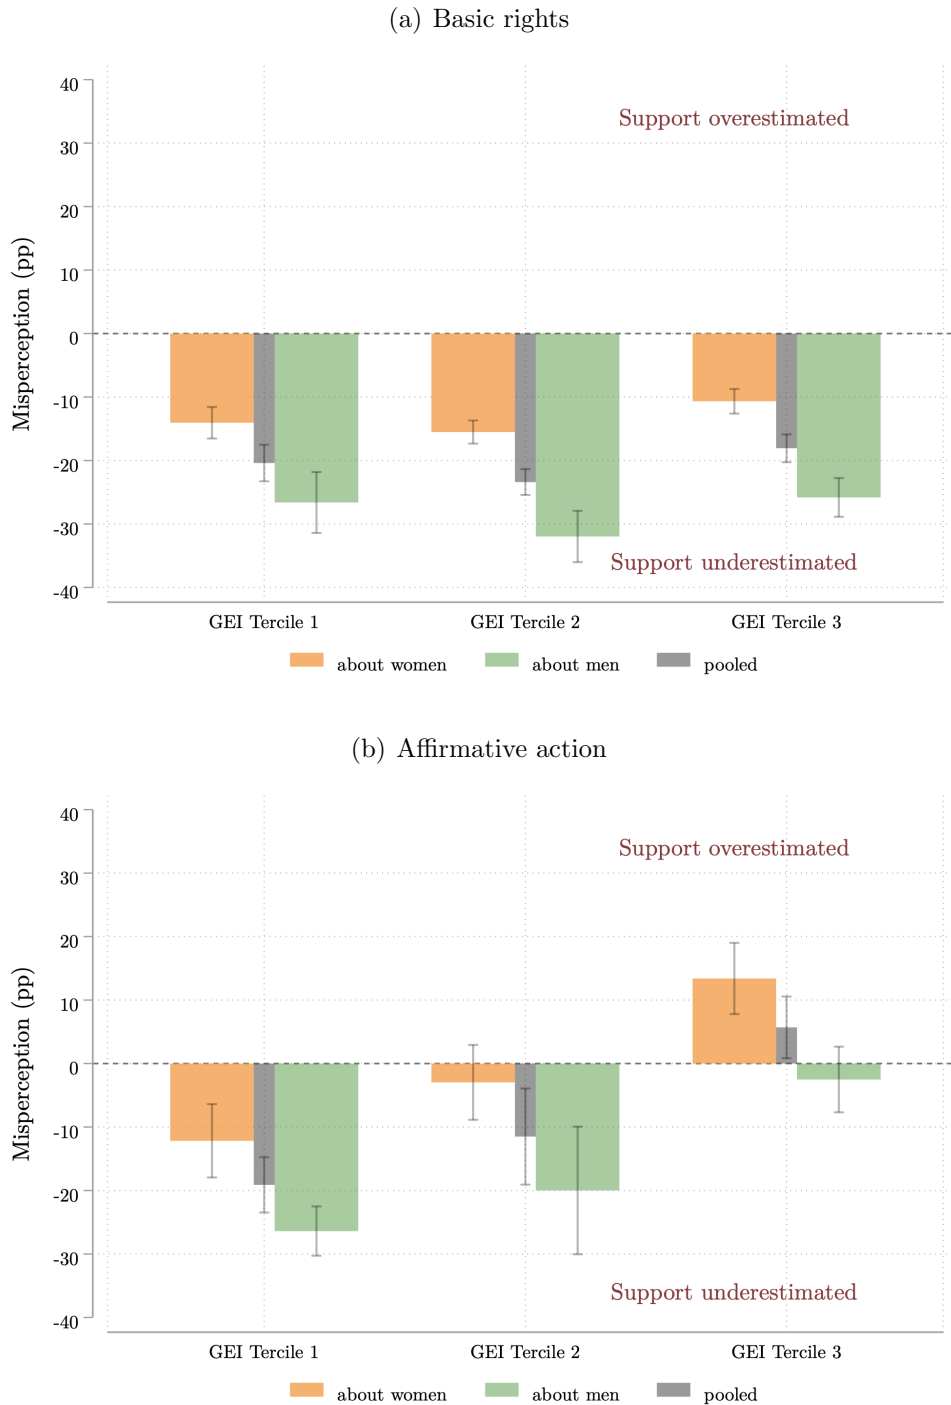 (a) Basic rights
40
Support overestimated
30
20
10
0
Misperception (pp)
-10
-20
-30
Support underestimated
-40
GEI Tercile 1 GEI Tercile 2 GEI Tercile 3
about women about men pooled
(b) Affirmative action
40
Support overestimated
30
20
10
0
Misperception (pp)
-10
-20
-30
Support underestimated
-40
GEI Tercile 1 GEI Tercile 2 GEI Tercile 3
about women about men pooled